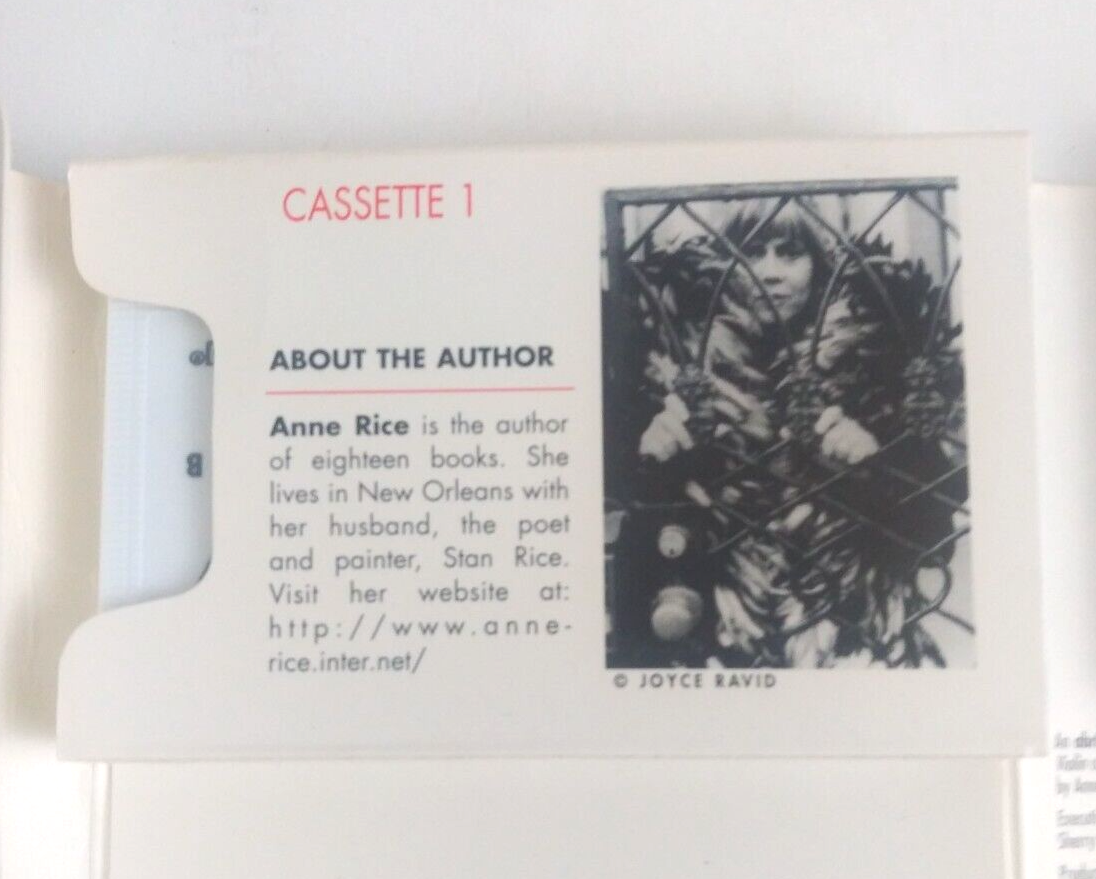 CASSETTE 1
ABOUT THE AUTHOR
Anne Rice is the author
of eighteen books. She
lives in New Orleans with
her husband, the poet
and painter, Stan Rice.
Visit her website at:
http://www.anne-
rice.inter.net/
© JOYCE RAVID
B
An
by